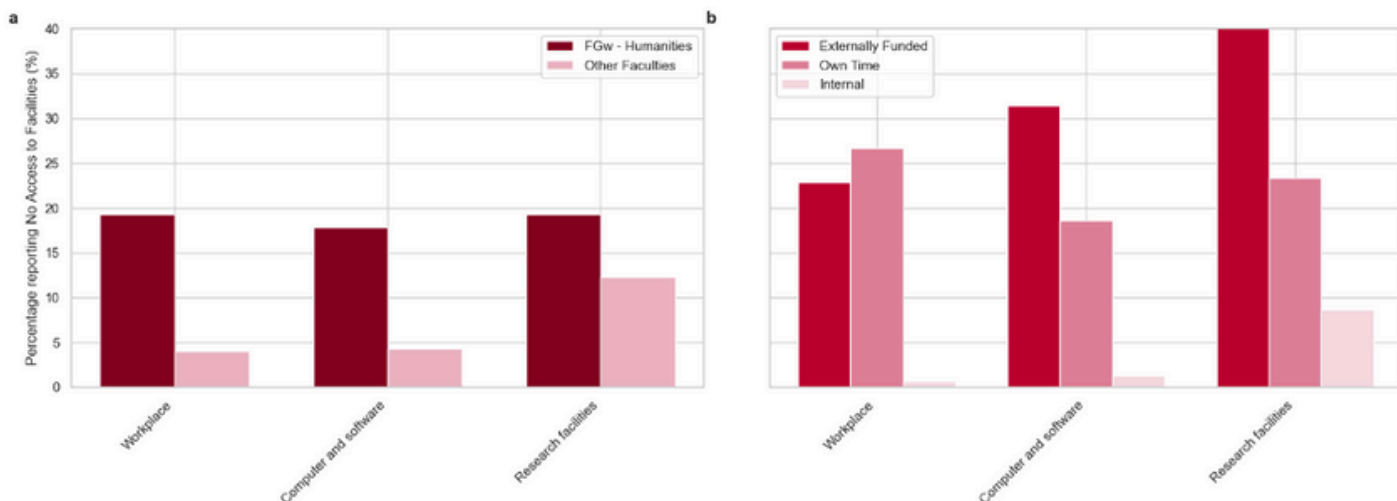 a
Percentage reporting No Access to Facilities (%)
40
35
30
25
20
15
10
5
0
FGw - Humanities
Other Faculties
Workplace
Computer and software
Research facilities
b
Externally Funded
Own Time
Internal
Workplace
Computer and software
Research facilities